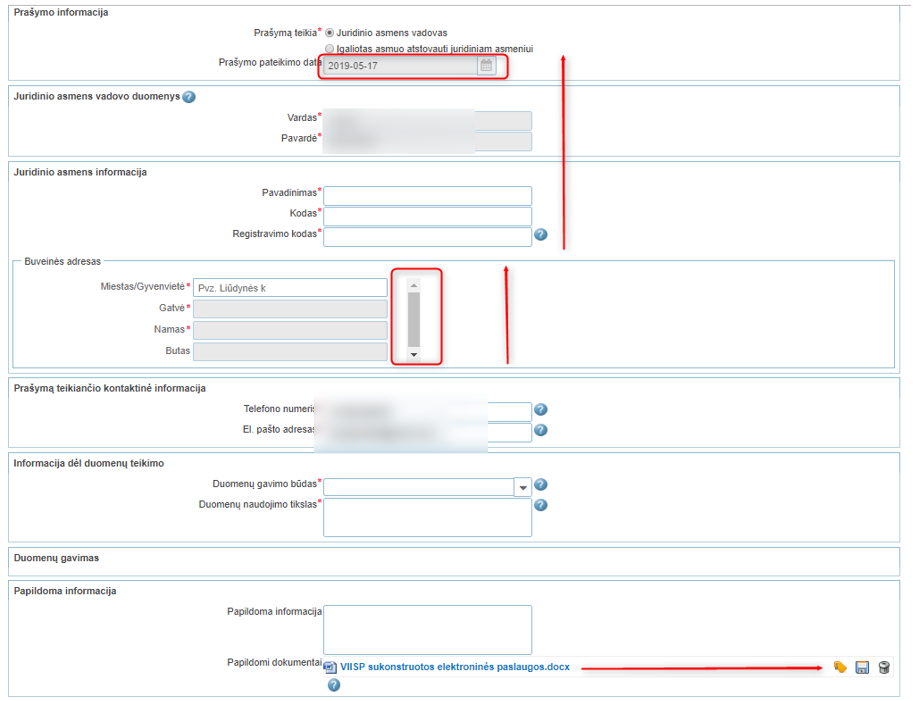 Prašymo informacija
Prašymą teikia* Juridinio asmens vadovas
Įgaliotas asmuo atstovauti juridiniam asmeniui
Prašymo pateikimo data 2019-05-17
Juridinio asmens vadovo duomenys ?
Vardas*
Pavardė*
Juridinio asmens informacija
Pavadinimas*
Kodas*
Registravimo kodas* ?
Buveinės adresas
Miestas/Gyvenvietė* Pvz. Liūdynės k
Gatvė*
Namas*
Butas
Prašymą teikiančio kontaktinė informacija
Telefono numeris ?
El. pašto adresas ?
Informacija dėl duomenų teikimo
Duomenų gavimo būdas* ?
Duomenų naudojimo tikslas* ?
Duomenų gavimas
Papildoma informacija
Papildoma informacija
Papildomi dokumentai VIISP sukonstruotos elektroninės paslaugos.docx
?